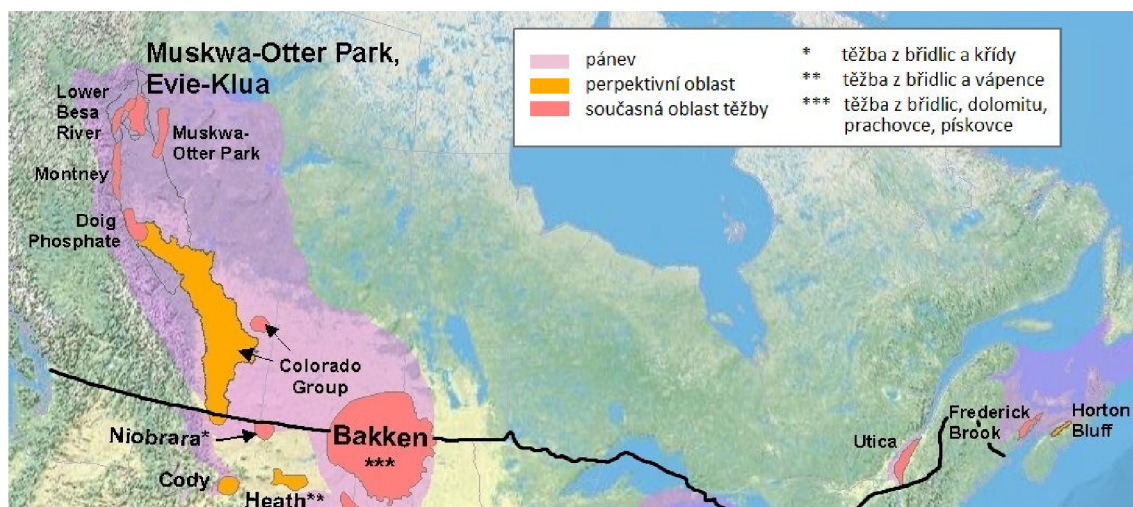 Muskwa-Otter Park,
Evie-Klua
Lower
Besa
River
Muskwa-
Otter Park
Montney
Doig
Phosphate
Colorado
Group
Niobrara*
Bakken
***
Cody
Heath**
pánev
perpektivní oblast
současná oblast těžby
* těžba z břidlic a křídy
** těžba z břidlic a vápence
*** těžba z břidlic, dolomitu,
prachovce, pískovce
Utica
Frederick
Brook
Horton
Bluff